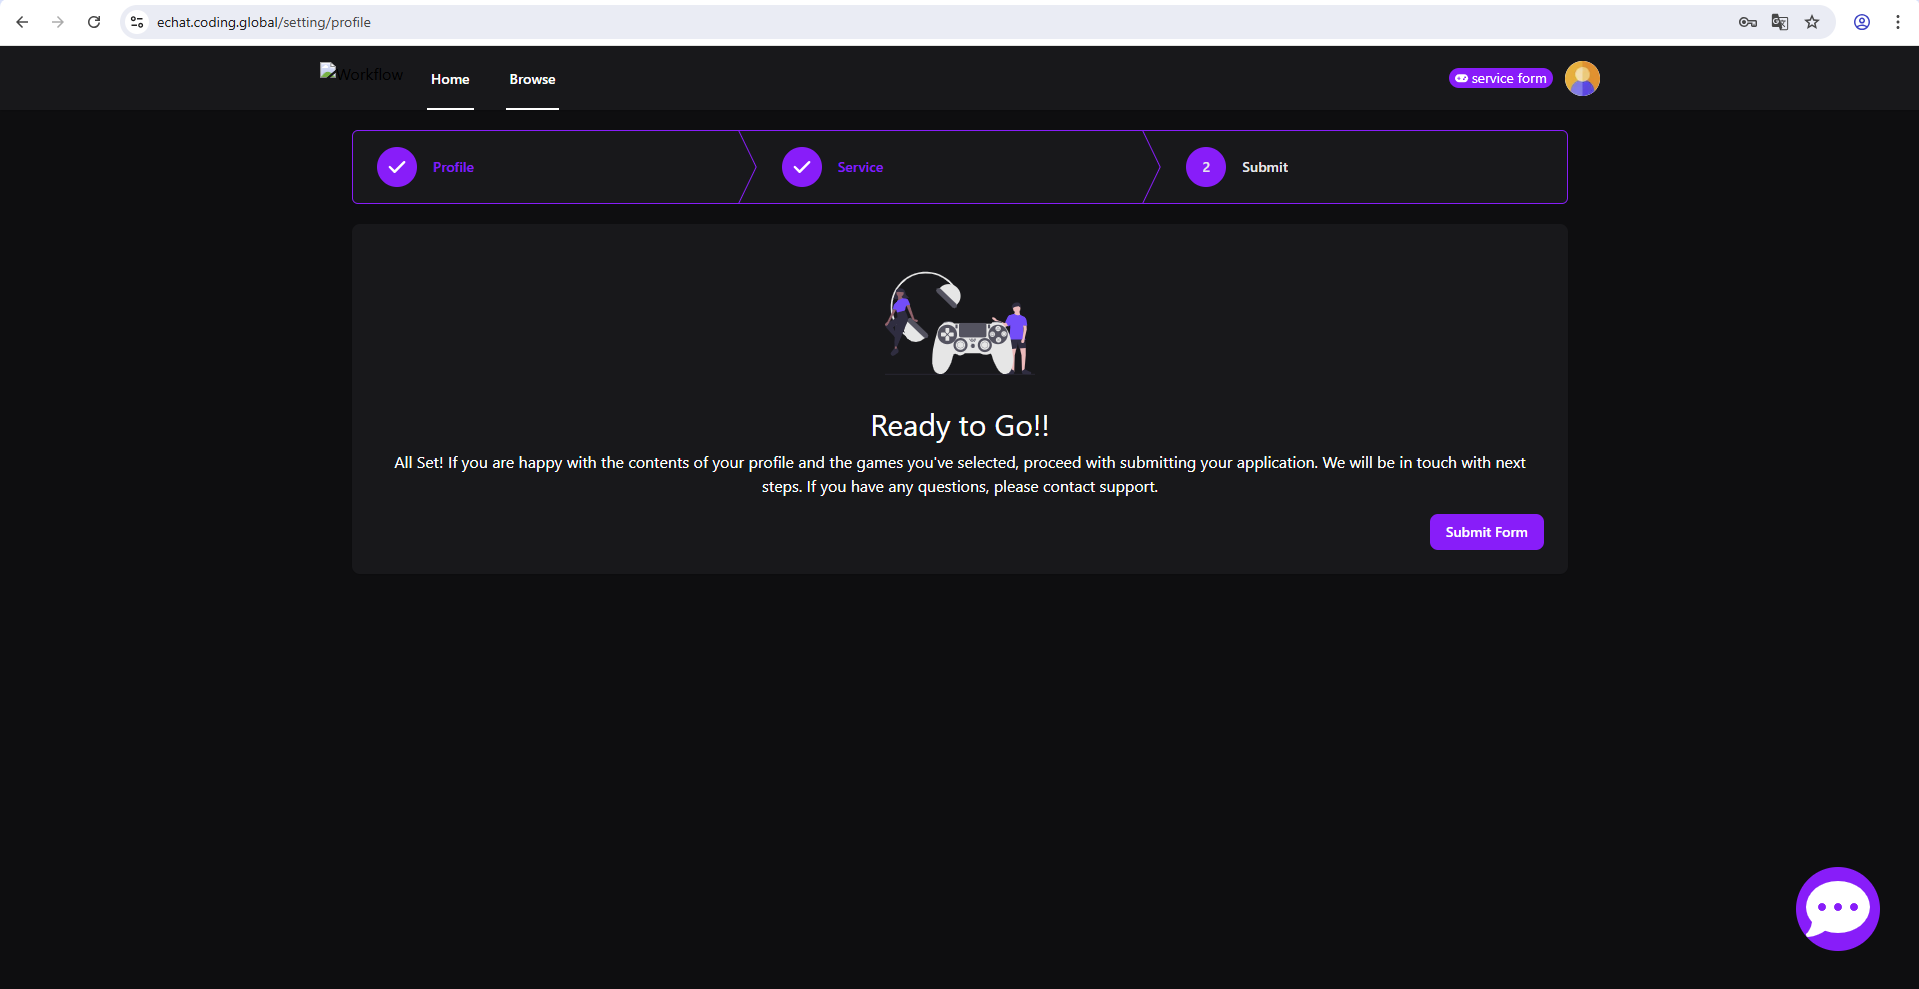 echat.coding.global/setting/profile
Workflow
Home
Browse
service form
Profile
Service
2
Submit
Ready to Go!!
All Set! If you are happy with the contents of your profile and the games you've selected, proceed with submitting your application. We will be in touch with next
steps. If you have any questions, please contact support.
Submit Form